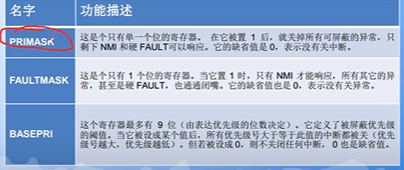 名字
功能描述
PRIMASK
这是个只有单一个位的寄存器。 在它被置 1 后，就关掉所有可屏蔽的异常，只
剩下 NMI 和硬 FAULT可以响应。它的缺省值是 0，表示没有关中断。
FAULTMASK
这是个只有 1 个位的寄存器。当它置 1 时，只有 NMI 才能响应，所有其它的异
常，甚至是硬 FAULT，也通通闭嘴。它的缺省值也是 0，表示没有关异常。
BASEPRI
这个寄存器最多有 9 位（由表达优先级的位数决定）。它定义了被屏蔽优先级
的阈值。当它被设成某个值后，所有优先级号大于等于此值的中断都被关（优先
级号越大，优先级越低）。但若被设成 0，则不关闭任何中断，0 也是缺省值。